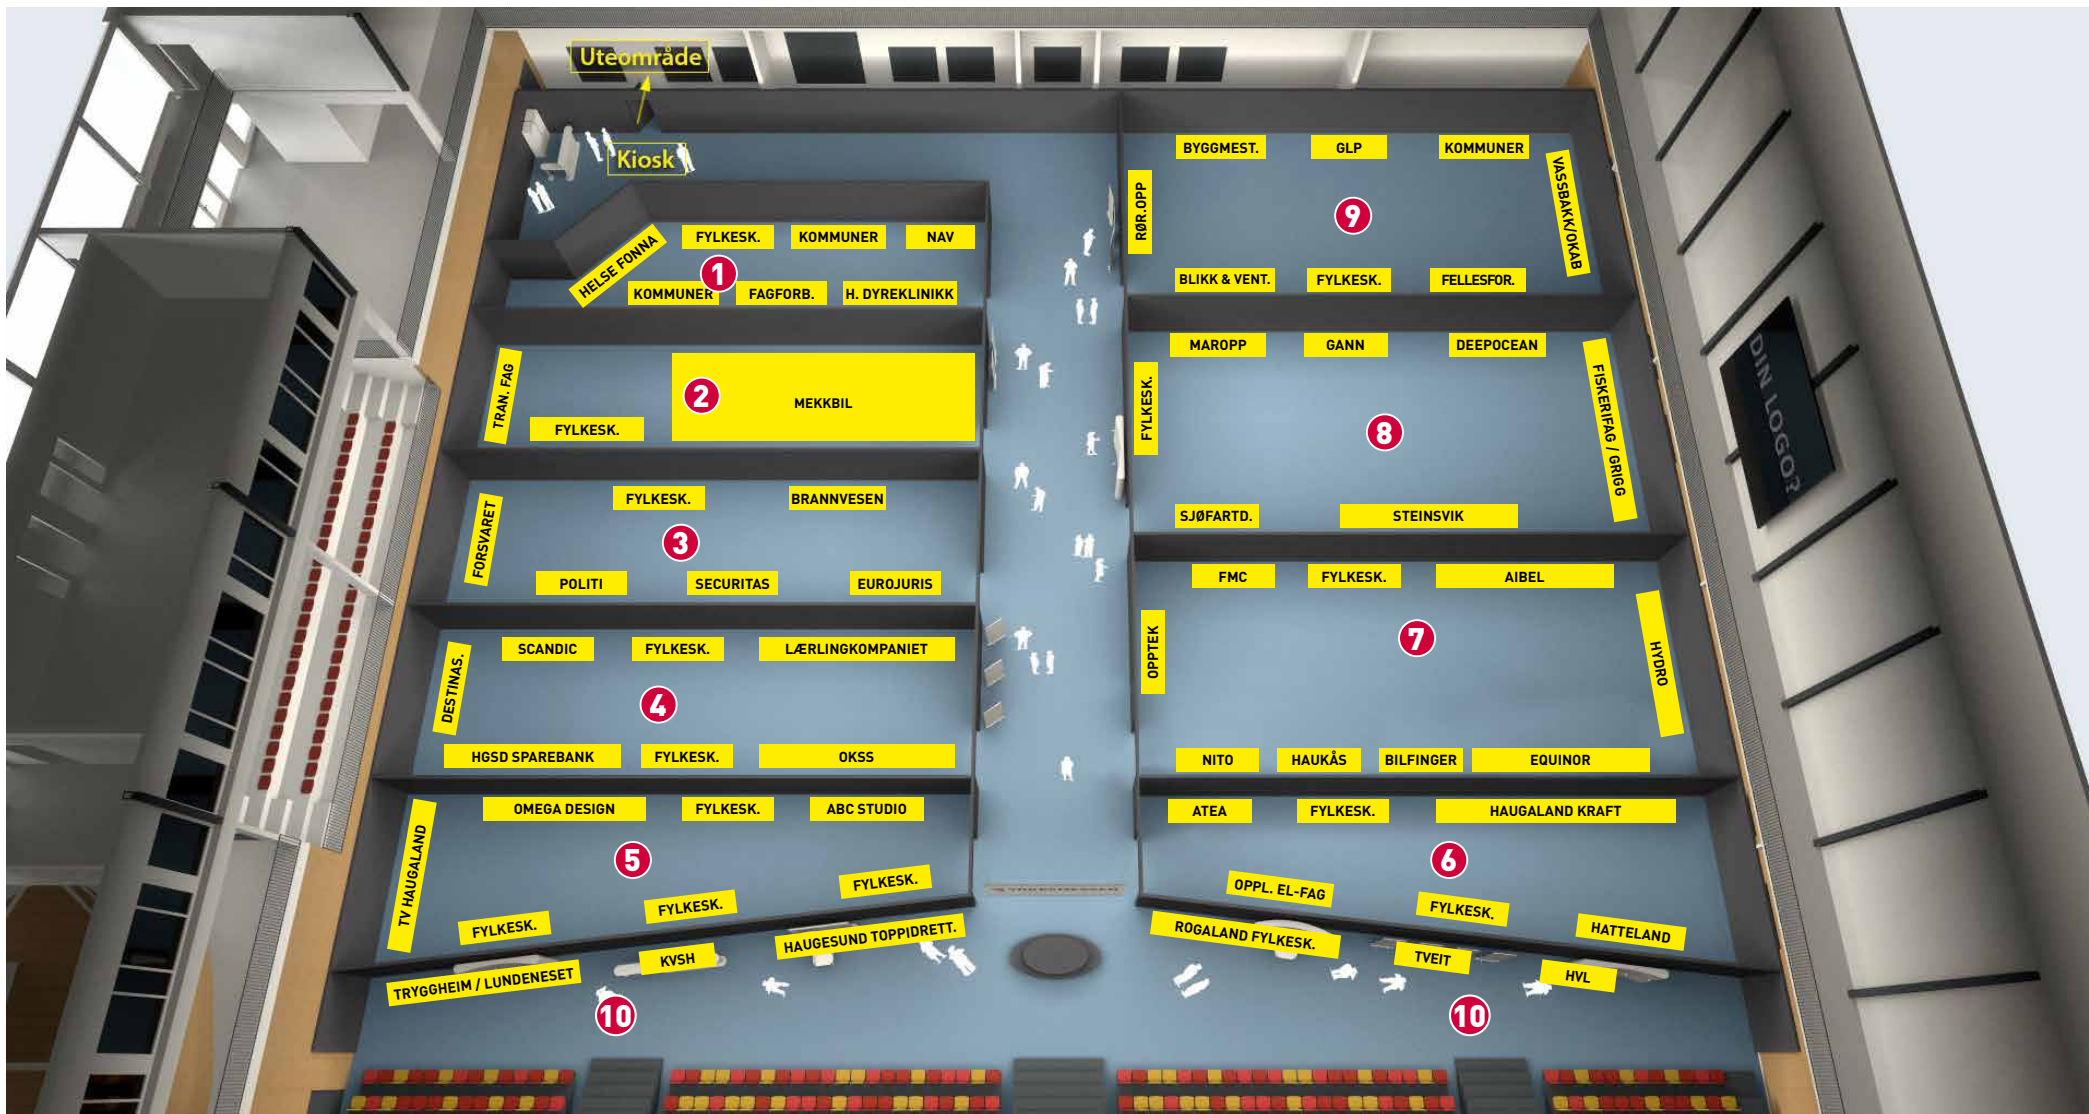 Uteområde
Kiosk
HELSE FONNA
FYLKESK.
KOMMUNER
NAV
1
KOMMUNER
FAGFORB.
H. DYREKLINIKK
TRAN. FAG
2
MEKKBIL
FYLKESK.
FORSVARET
FYLKESK.
BRANNVESEN
3
POLITI
SECURITAS
EUROJURIS
DESTINAS.
SCANDIC
FYLKESK.
LÆRLINGKOMPANIET
4
HGSD SPAREBANK
FYLKESK.
OKSS
TV HAUGALAND
OMEGA DESIGN
FYLKESK.
ABC STUDIO
5
FYLKESK.
FYLKESK.
FYLKESK.
TRYGGHEIM / LUNDENESET
KVSH
HAUGESUND TOPPIDRETT.
10
BYGGMEST.
GLP
KOMMUNER
RØR.OPP
9
VASSBAKK/OKAB
BLIKK & VENT.
FYLKESK.
FELLESFOR.
MAROPP
GANN
DEEPOCEAN
FYLKESK.
8
FISKERIFAG / GRIGG
SJØFARTD.
STEINSVIK
FMC
FYLKESK.
AIBEL
OPPTEK
7
HYDRO
NITO
HAUKÅS
BILFINGER
EQUINOR
ATEA
FYLKESK.
HAUGALAND KRAFT
6
OPPL. EL-FAG
FYLKESK.
HATTELAND
ROGALAND FYLKESK.
TVEIT
HVL
10
DIN LOGO?